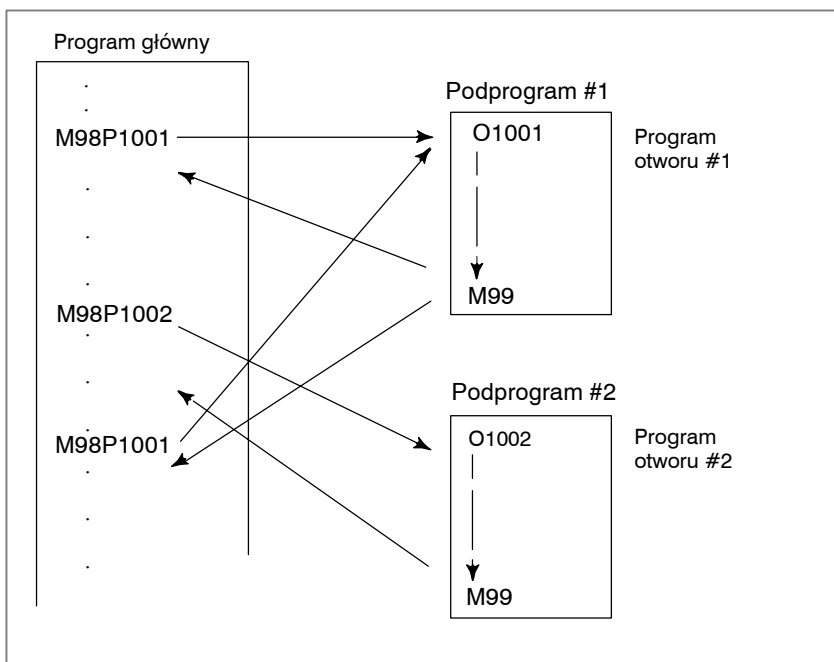 Program główny
M98P1001
M98P1002
M98P1001
Podprogram #1
O1001
M99
Program
otworu #1
Podprogram #2
O1002
M99
Program
otworu #2